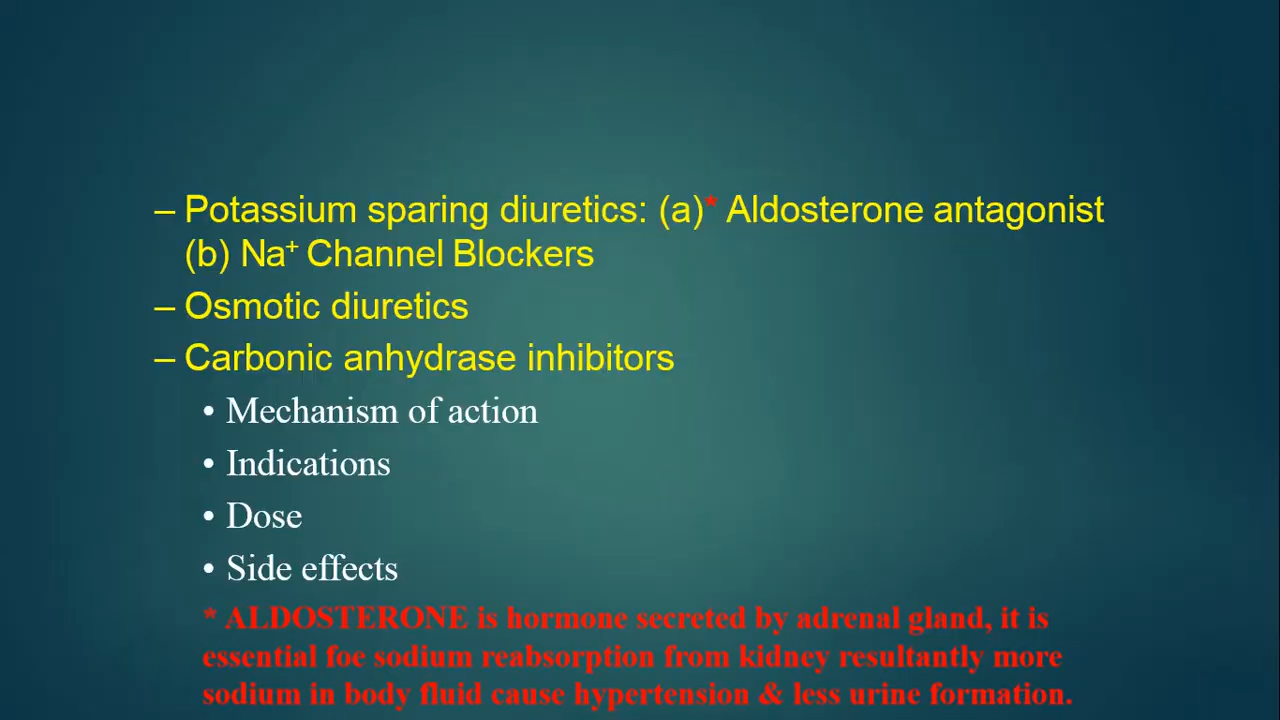 – Potassium sparing diuretics: (a)* Aldosterone antagonist
(b) Na⁺ Channel Blockers
– Osmotic diuretics
– Carbonic anhydrase inhibitors
• Mechanism of action
• Indications
• Dose
• Side effects
* ALDOSTERONE is hormone secreted by adrenal gland, it is
essential foe sodium reabsorption from kidney resultantly more
sodium in body fluid cause hypertension & less urine formation.